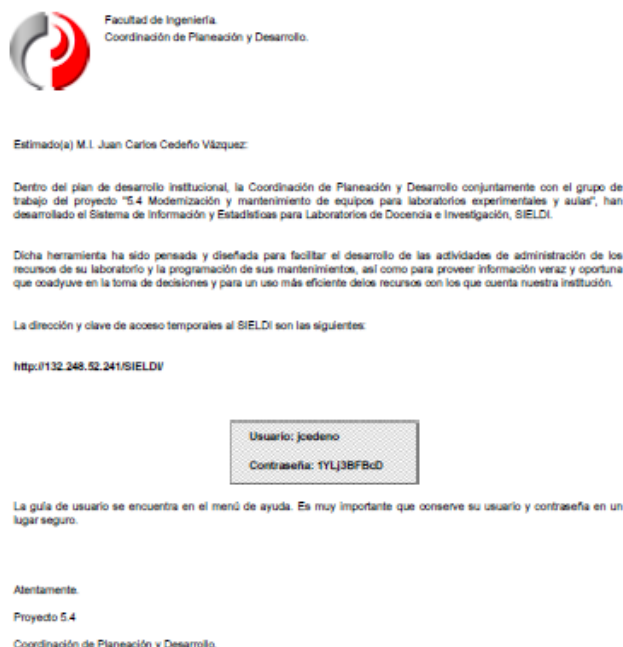 Facultad de Ingeniería.
Coordinación de Planeación y Desarrollo.
Estimado(a) M.I. Juan Carlos Cedeño Vázquez:
Dentro del plan de desarrollo institucional, la Coordinación de Planeación y Desarrollo conjuntamente con el grupo de
trabajo del proyecto "5.4 Modernización y mantenimiento de equipos para laboratorios experimentales y aulas", han
desarrollado el Sistema de Información y Estadísticas para Laboratorios de Docencia e Investigación, SIELDI.
Dicha herramienta ha sido pensada y diseñada para facilitar el desarrollo de las actividades de administración de los
recursos de su laboratorio y la programación de sus mantenimientos, así como para proveer información veraz y oportuna
que coadyuve en la toma de decisiones y para un uso más eficiente delos recursos con los que cuenta nuestra institución.
La dirección y clave de acceso temporales al SIELDI son las siguientes:
http://132.248.52.241/SIELDI/
Usuario: jcedeno
Contraseña: 1YLj3BFBcD
La guía de usuario se encuentra en el menú de ayuda. Es muy importante que conserve su usuario y contraseña en un
lugar seguro.
Atentamente.
Proyecto 5.4
Coordinación de Planeación y Desarrollo.